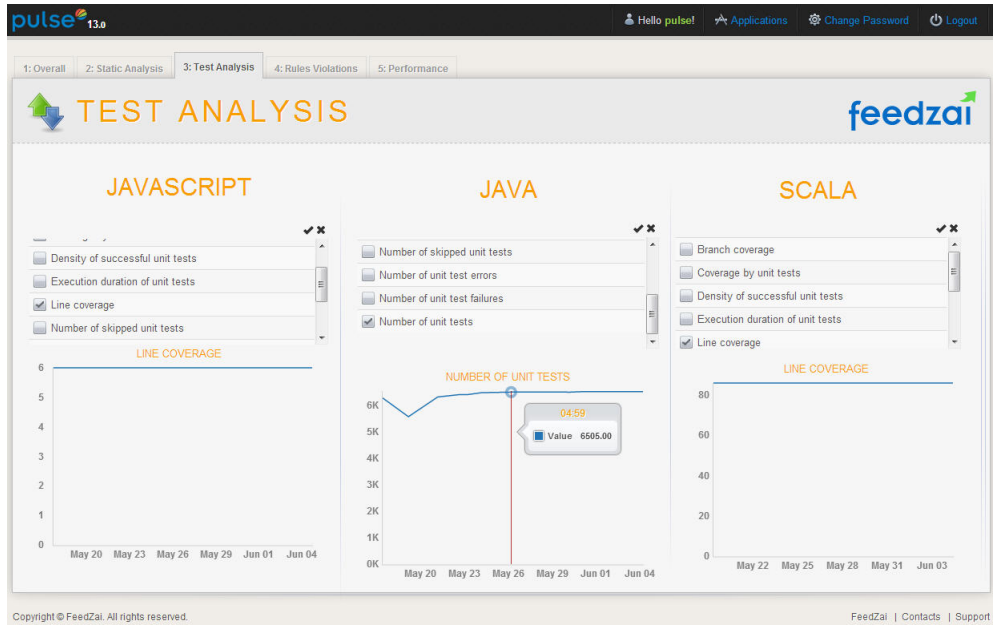 pulse 13.0
Hello pulse! Applications Change Password Logout
1: Overall 2: Static Analysis 3: Test Analysis 4: Rules Violations 5: Performance
TEST ANALYSIS
feedzai
JAVASCRIPT
Density of successful unit tests
Execution duration of unit tests
Line coverage
Number of skipped unit tests
LINE COVERAGE
6
5
4
3
2
1
0
May 20 May 23 May 26 May 29 Jun 01 Jun 04
JAVA
Number of skipped unit tests
Number of unit test errors
Number of unit test failures
Number of unit tests
NUMBER OF UNIT TESTS
6K
5K
4K
3K
2K
1K
0K
04:59
Value 6505.00
May 20 May 23 May 26 May 29 Jun 01 Jun 04
SCALA
Branch coverage
Coverage by unit tests
Density of successful unit tests
Execution duration of unit tests
Line coverage
LINE COVERAGE
80
60
40
20
0
May 22 May 25 May 28 May 31 Jun 03
Copyright © FeedZai. All rights reserved.
FeedZai | Contacts | Support